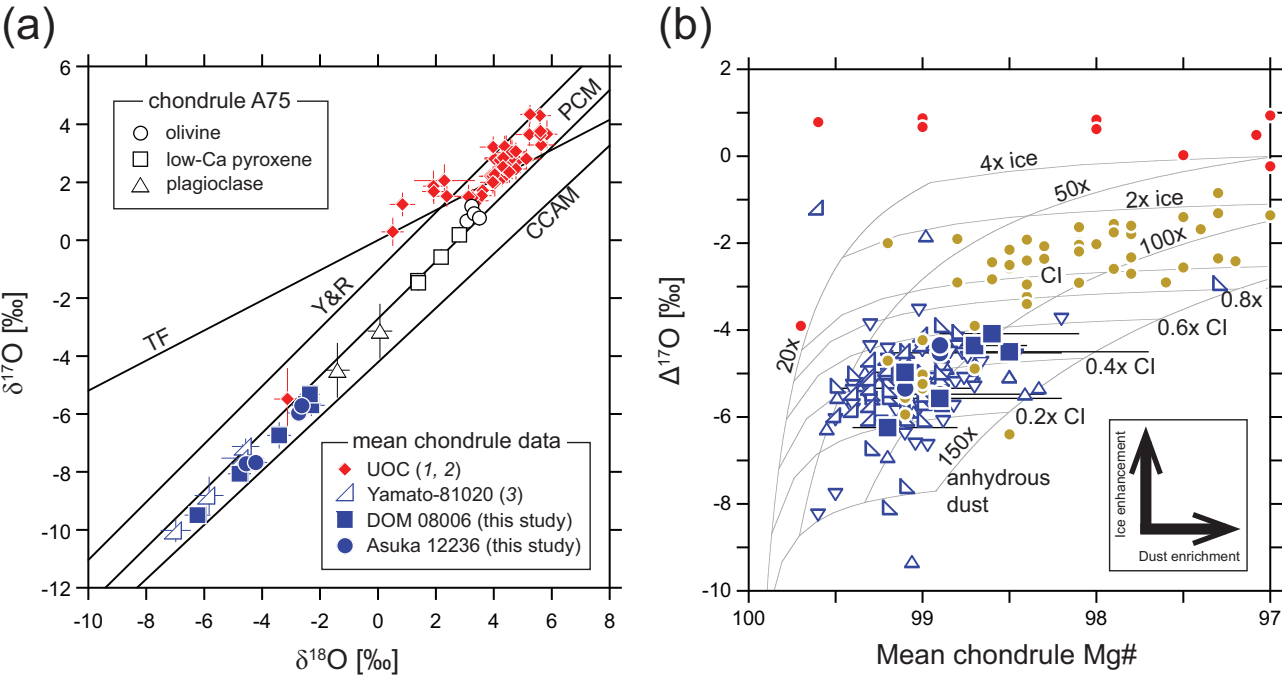 (a)
6
4
2
0
-2
-4
-6
-8
-10
-12
-10
-8
-6
-4
-2
0
2
4
6
8
δ¹⁷O [‰]
δ¹⁸O [‰]
chondrule A75
olivine
low-Ca pyroxene
plagioclase
TF
Y&R
PCM
CCAM
mean chondrule data
UOC (1, 2)
Yamato-81020 (3)
DOM 08006 (this study)
Asuka 12236 (this study)
(b)
2
0
-2
-4
-6
-8
-10
100
99
98
97
Δ¹⁷O [‰]
Mean chondrule Mg#
4x ice
50x
2x ice
100x
CI
0.8x
0.6x CI
20x
0.4x CI
0.2x CI
150x
anhydrous
dust
Ice enhancement
Dust enrichment